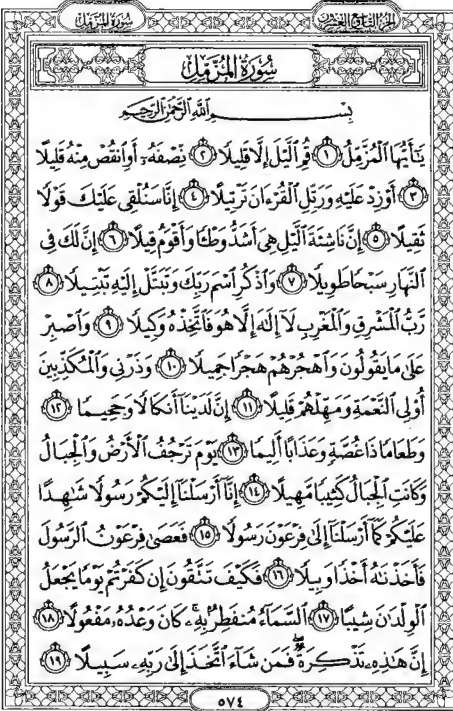 الجزء التاسع والعشرون
سورة المزمل
سُورَةُ المُزَّمِّلِ
بِسْمِ اللَّهِ الرَّحْمَٰنِ الرَّحِيمِ
يَٰٓأَيُّهَا ٱلْمُزَّمِّلُ ١ قُمِ ٱلَّيْلَ إِلَّا قَلِيلًا ٢ نِّصْفَهُۥٓ أَوِ ٱنقُصْ مِنْهُ قَلِيلًا
٣ أَوْ زِدْ عَلَيْهِ وَرَتِّلِ ٱلْقُرْءَانَ تَرْتِيلًا ٤ إِنَّا سَنُلْقِى عَلَيْكَ قَوْلًا
ثَقِيلًا ٥ إِنَّ نَاشِئَةَ ٱلَّيْلِ هِىَ أَشَدُّ وَطْـًٔا وَأَقْوَمُ قِيلًا ٦ إِنَّ لَكَ فِى
ٱلنَّهَارِ سَبْحًا طَوِيلًا ٧ وَٱذْكُرِ ٱسْمَ رَبِّكَ وَتَبَتَّلْ إِلَيْهِ تَبْتِيلًا ٨
رَّبُّ ٱلْمَشْرِقِ وَٱلْمَغْرِبِ لَآ إِلَٰهَ إِلَّا هُوَ فَٱتَّخِذْهُ وَكِيلًا ٩ وَٱصْبِرْ
عَلَىٰ مَا يَقُولُونَ وَٱهْجُرْهُمْ هَجْرًا جَمِيلًا ١٠ وَذَرْنِى وَٱلْمُكَذِّبِينَ
أُو۟لِى ٱلنَّعْمَةِ وَمَهِّلْهُمْ قَلِيلًا ١١ إِنَّ لَدَيْنَآ أَنكَالًا وَجَحِيمًا ١٢
وَطَعَامًا ذَا غُصَّةٍ وَعَذَابًا أَلِيمًا ١٣ يَوْمَ تَرْجُفُ ٱلْأَرْضُ وَٱلْجِبَالُ
وَكَانَتِ ٱلْجِبَالُ كَثِيبًا مَّهِيلًا ١٤ إِنَّآ أَرْسَلْنَآ إِلَيْكُمْ رَسُولًا شَٰهِدًا
عَلَيْكُمْ كَمَآ أَرْسَلْنَآ إِلَىٰ فِرْعَوْنَ رَسُولًا ١٥ فَعَصَىٰ فِرْعَوْنُ ٱلرَّسُولَ
فَأَخَذْنَٰهُ أَخْذًا وَبِيلًا ١٦ فَكَيْفَ تَتَّقُونَ إِن كَفَرْتُمْ يَوْمًا يَجْعَلُ
ٱلْوِلْدَٰنَ شِيبًا ١٧ ٱلسَّمَآءُ مُنفَطِرٌۢ بِهِۦ ۚ كَانَ وَعْدُهُۥ مَفْعُولًا ١٨
إِنَّ هَٰذِهِۦ تَذْكِرَةٌ ۖ فَمَن شَآءَ ٱتَّخَذَ إِلَىٰ رَبِّهِۦ سَبِيلًا ١٩
٥٧٤